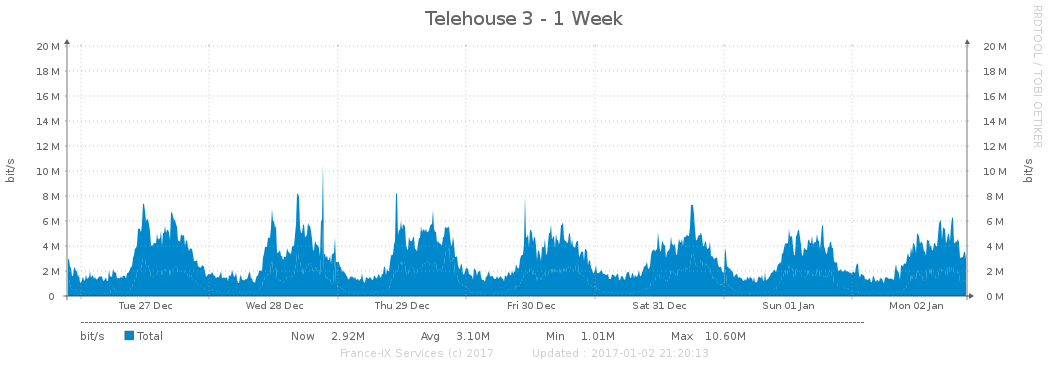 Telehouse 3 - 1 Week
RRDTOOL / TOBI OETIKER
20 M 20 M
18 M 18 M
16 M 16 M
14 M 14 M
12 M 12 M
10 M 10 M
8 M 8 M
6 M 6 M
4 M 4 M
2 M 2 M
0 0 M
bit/s bit/s
Tue 27 Dec Wed 28 Dec Thu 29 Dec Fri 30 Dec Sat 31 Dec Sun 01 Jan Mon 02 Jan
bit/s Total Now 2.92M Avg 3.10M Min 1.01M Max 10.60M
France-IX Services (c) 2017 Updated : 2017-01-02 21:20:13